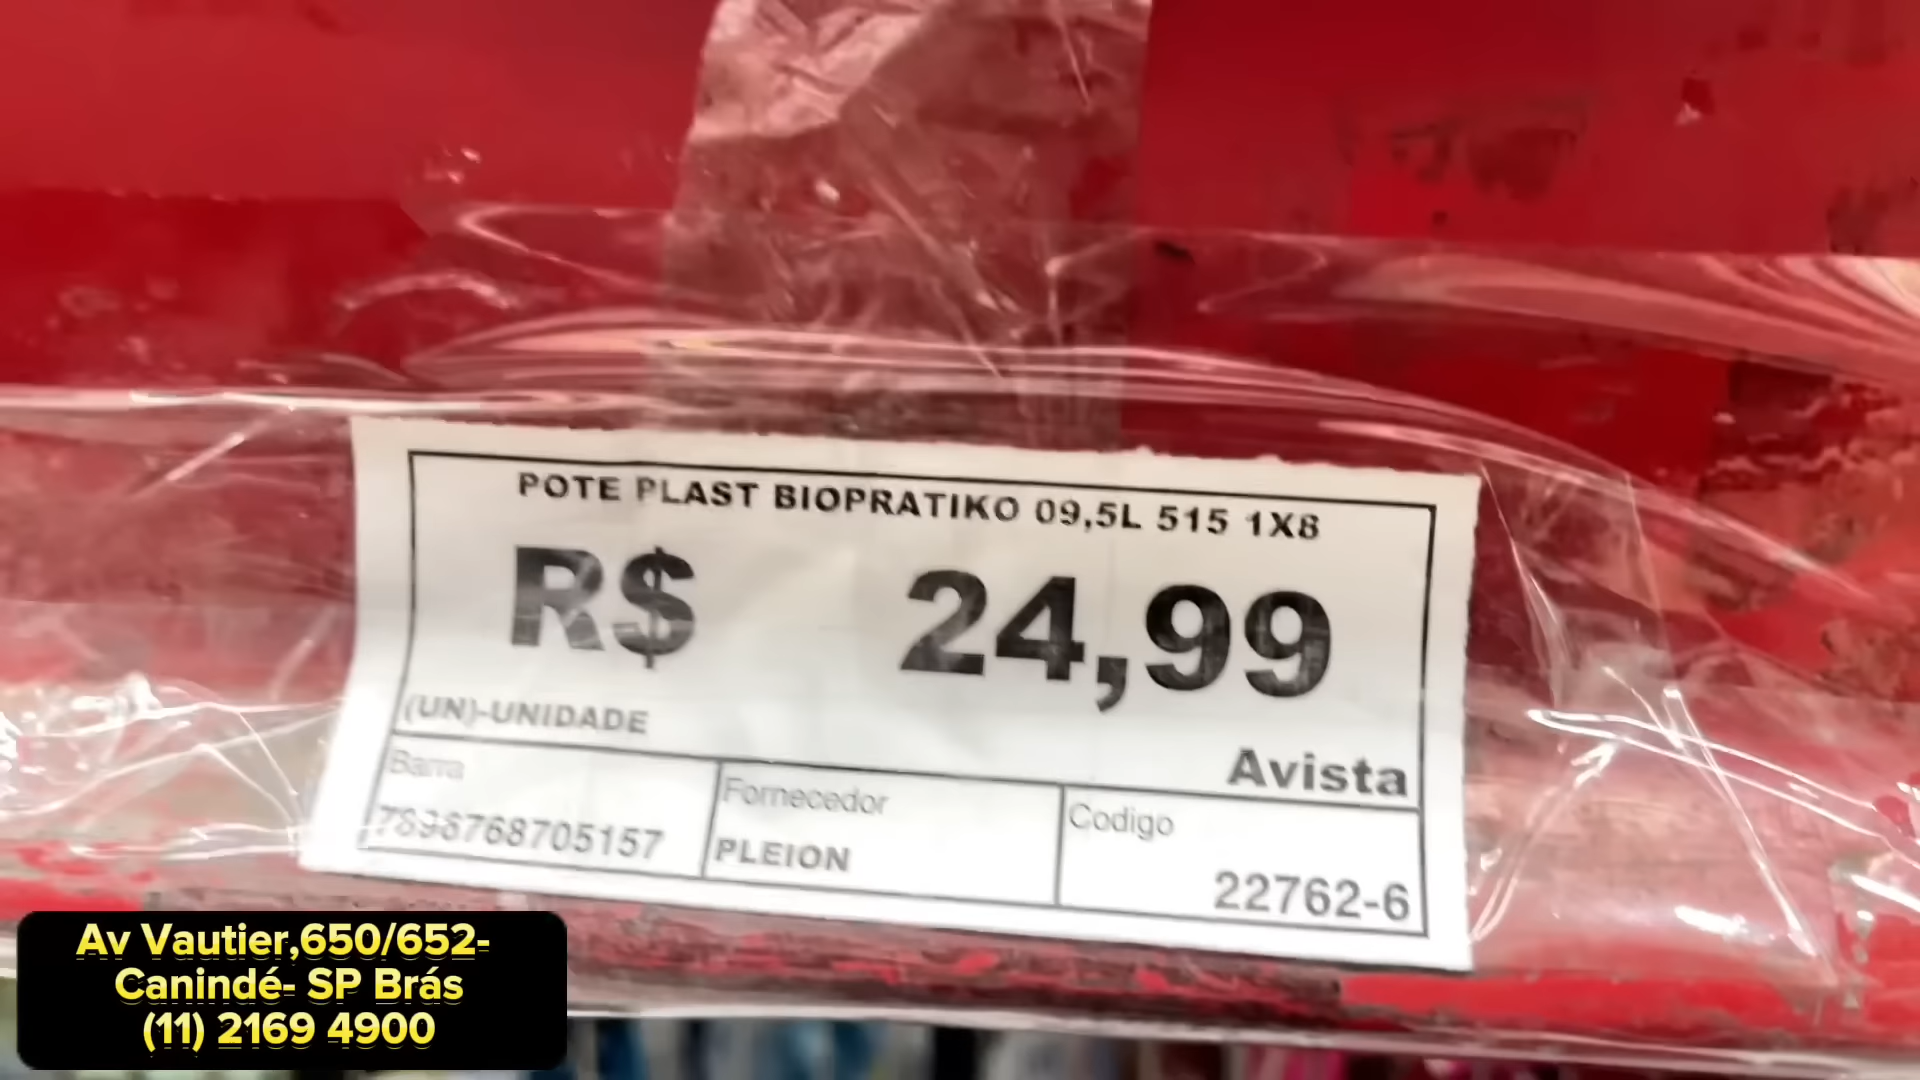 POTE PLAST BIOPRATIKO 09,5L 515 1X8
R$ 24,99
(UN)-UNIDADE
Avista
Barra
7898768705157
Fornecedor
PLEION
Codigo
22762-6
Av Vautier,650/652-
Canindé- SP Brás
(11) 2169 4900